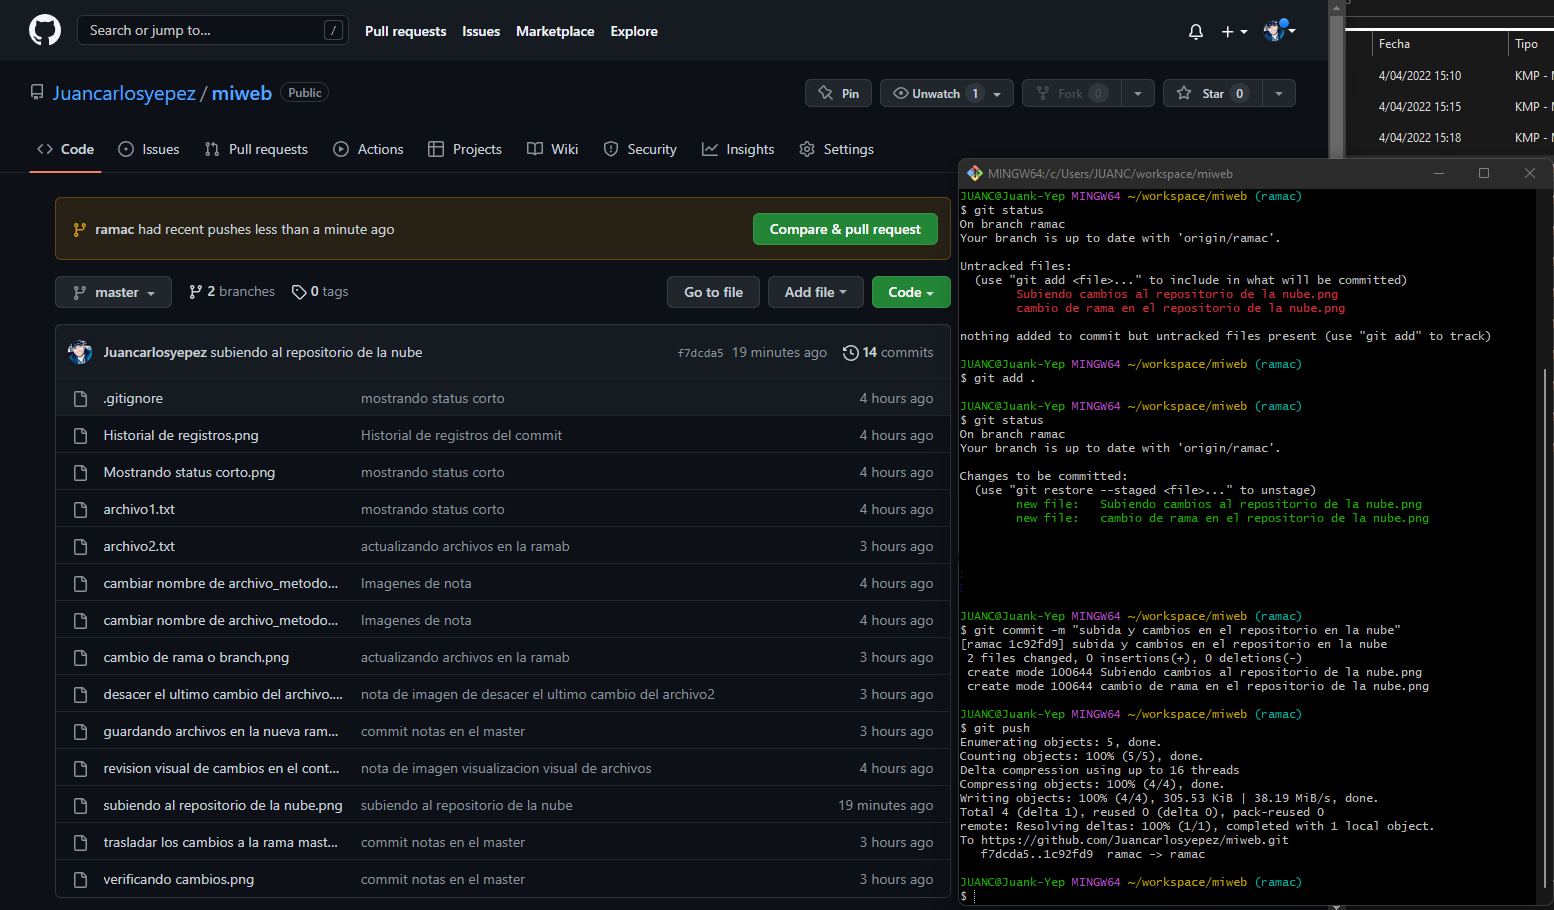 Search or jump to... /
Pull requests Issues Marketplace Explore
Juancarlosyepez / miweb Public
Pin
Unwatch 1
Fork 0
Star 0
Code Issues Pull requests Actions Projects Wiki Security Insights Settings
ramac had recent pushes less than a minute ago
Compare & pull request
master 2 branches 0 tags
Go to file Add file Code
Juancarlosyepez subiendo al repositorio de la nube f7dcda5 19 minutes ago 14 commits
.gitignore mostrando status corto 4 hours ago
Historial de registros.png Historial de registros del commit 4 hours ago
Mostrando status corto.png mostrando status corto 4 hours ago
archivo1.txt mostrando status corto 4 hours ago
archivo2.txt actualizando archivos en la ramab 3 hours ago
cambiar nombre de archivo_metodo... Imagenes de nota 4 hours ago
cambiar nombre de archivo_metodo... Imagenes de nota 4 hours ago
cambio de rama o branch.png actualizando archivos en la ramab 3 hours ago
desacer el ultimo cambio del archivo.... nota de imagen de desacer el ultimo cambio del archivo2 3 hours ago
guardando archivos en la nueva ram... commit notas en el master 3 hours ago
revision visual de cambios en el cont... nota de imagen visualizacion visual de archivos 4 hours ago
subiendo al repositorio de la nube.png subiendo al repositorio de la nube 19 minutes ago
trasladar los cambios a la rama mast... commit notas en el master 3 hours ago
verificando cambios.png commit notas en el master 3 hours ago
Fecha Tipo
4/04/2022 15:10 KMP -
4/04/2022 15:15 KMP -
4/04/2022 15:18 KMP -
MINGW64:/c/Users/JUANC/workspace/miweb
JUANC@Juank-Yep MINGW64 ~/workspace/miweb (ramac)
$ git status
On branch ramac
Your branch is up to date with 'origin/ramac'.
Untracked files:
(use "git add <file>..." to include in what will be committed)
Subiendo cambios al repositorio de la nube.png
cambio de rama en el repositorio de la nube.png
nothing added to commit but untracked files present (use "git add" to track)
JUANC@Juank-Yep MINGW64 ~/workspace/miweb (ramac)
$ git add .
JUANC@Juank-Yep MINGW64 ~/workspace/miweb (ramac)
$ git status
On branch ramac
Your branch is up to date with 'origin/ramac'.
Changes to be committed:
(use "git restore --staged <file>..." to unstage)
new file: Subiendo cambios al repositorio de la nube.png
new file: cambio de rama en el repositorio de la nube.png
JUANC@Juank-Yep MINGW64 ~/workspace/miweb (ramac)
$ git commit -m "subida y cambios en el repositorio en la nube"
[ramac 1c92fd9] subida y cambios en el repositorio en la nube
2 files changed, 0 insertions(+), 0 deletions(-)
create mode 100644 Subiendo cambios al repositorio de la nube.png
create mode 100644 cambio de rama en el repositorio de la nube.png
JUANC@Juank-Yep MINGW64 ~/workspace/miweb (ramac)
$ git push
Enumerating objects: 5, done.
Counting objects: 100% (5/5), done.
Delta compression using up to 16 threads
Compressing objects: 100% (4/4), done.
Writing objects: 100% (4/4), 305.53 KiB | 38.19 MiB/s, done.
Total 4 (delta 1), reused 0 (delta 0), pack-reused 0
remote: Resolving deltas: 100% (1/1), completed with 1 local object.
To https://github.com/Juancarlosyepez/miweb.git
f7dcda5..1c92fd9 ramac -> ramac
JUANC@Juank-Yep MINGW64 ~/workspace/miweb (ramac)
$